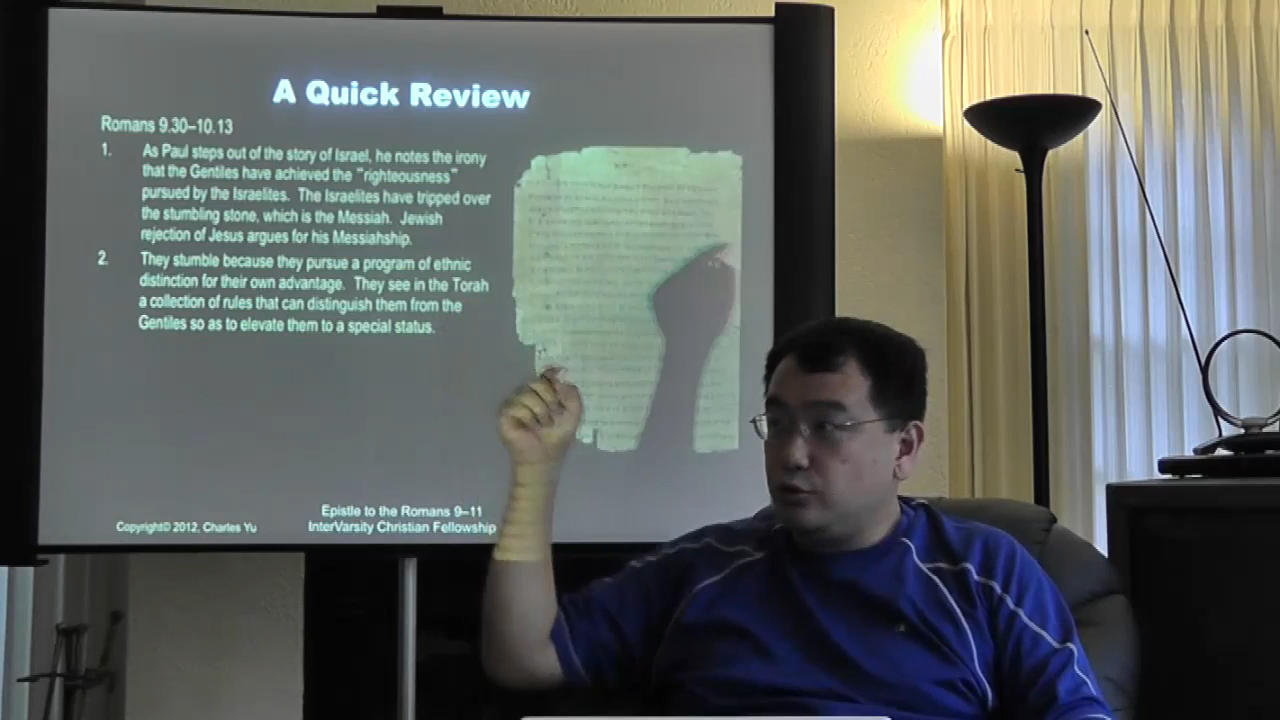 A Quick Review
Romans 9.30–10.13
1. As Paul steps out of the story of Israel, he notes the irony
that the Gentiles have achieved the "righteousness"
pursued by the Israelites. The Israelites have tripped over
the stumbling stone, which is the Messiah. Jewish
rejection of Jesus argues for his Messiahship.
2. They stumble because they pursue a program of ethnic
distinction for their own advantage. They see in the Torah
a collection of rules that can distinguish them from the
Gentiles so as to elevate them to a special status.
Epistle to the Romans 9–11
Copyright© 2012, Charles Yu
InterVarsity Christian Fellowship